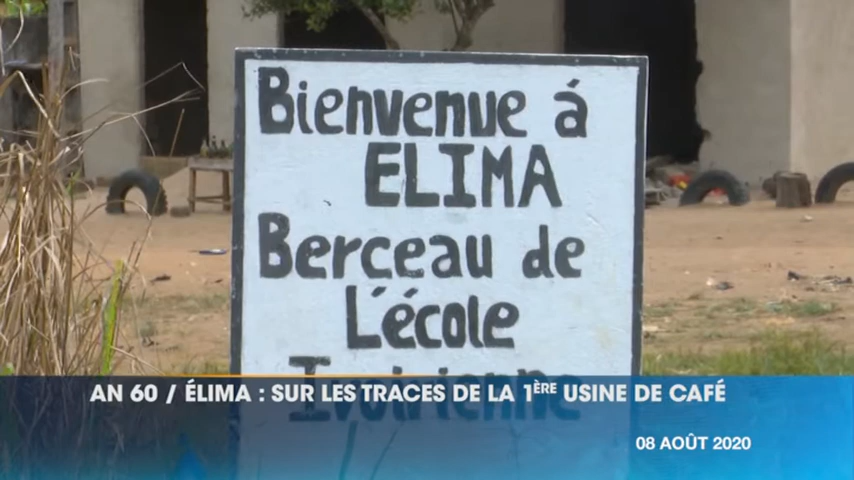 Bienvenue á
ELIMA
Berceau de
L'école
Ivoirienne
AN 60 / ÉLIMA : SUR LES TRACES DE LA 1ÈRE USINE DE CAFÉ
08 AOÛT 2020